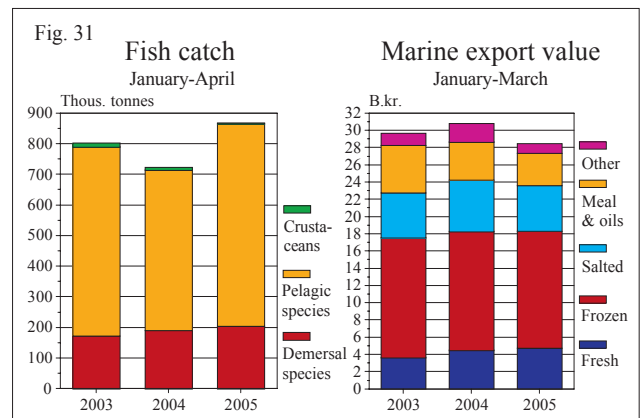 Fig. 31
Fish catch
January-April
Thous. tonnes
900
800
700
600
500
400
300
200
100
0
2003 2004 2005
Crusta-
ceans
Pelagic
species
Demersal
species
Marine export value
January-March
B.kr.
32
30
28
26
24
22
20
18
16
14
12
10
8
6
4
2
0
2003 2004 2005
Other
Meal
& oils
Salted
Frozen
Fresh